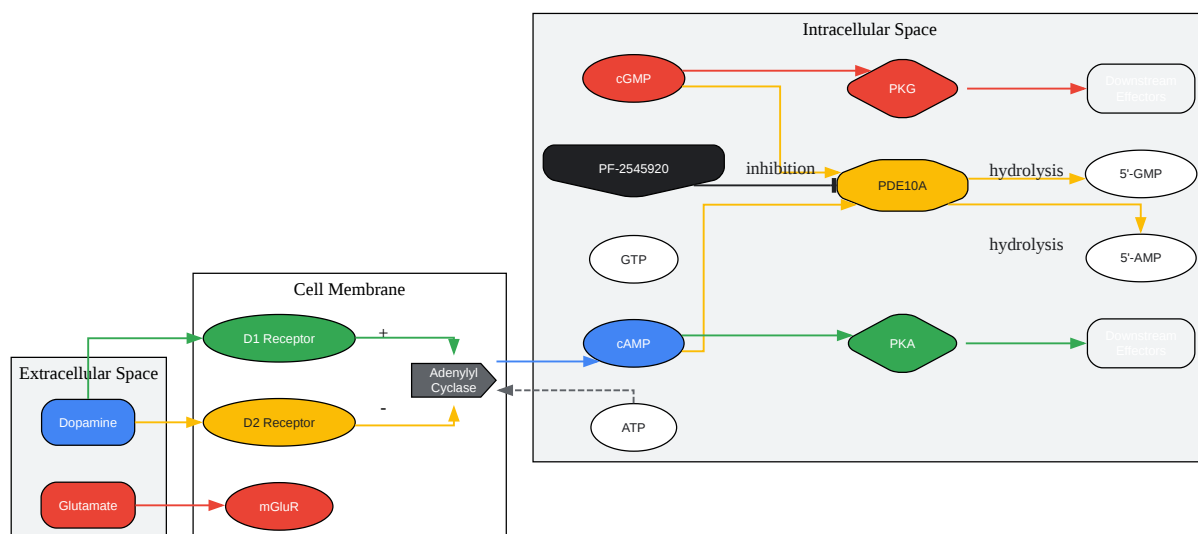 Intracellular Space
cGMP
PKG
Downstream
Effectors
PF-2545920
inhibition
PDE10A
hydrolysis
5'-GMP
GTP
hydrolysis
5'-AMP
Cell Membrane
D1 Receptor
+
cAMP
PKA
Downstream
Effectors
Extracellular Space
Adenylyl
Cyclase
Dopamine
D2 Receptor
-
ATP
Glutamate
mGluR